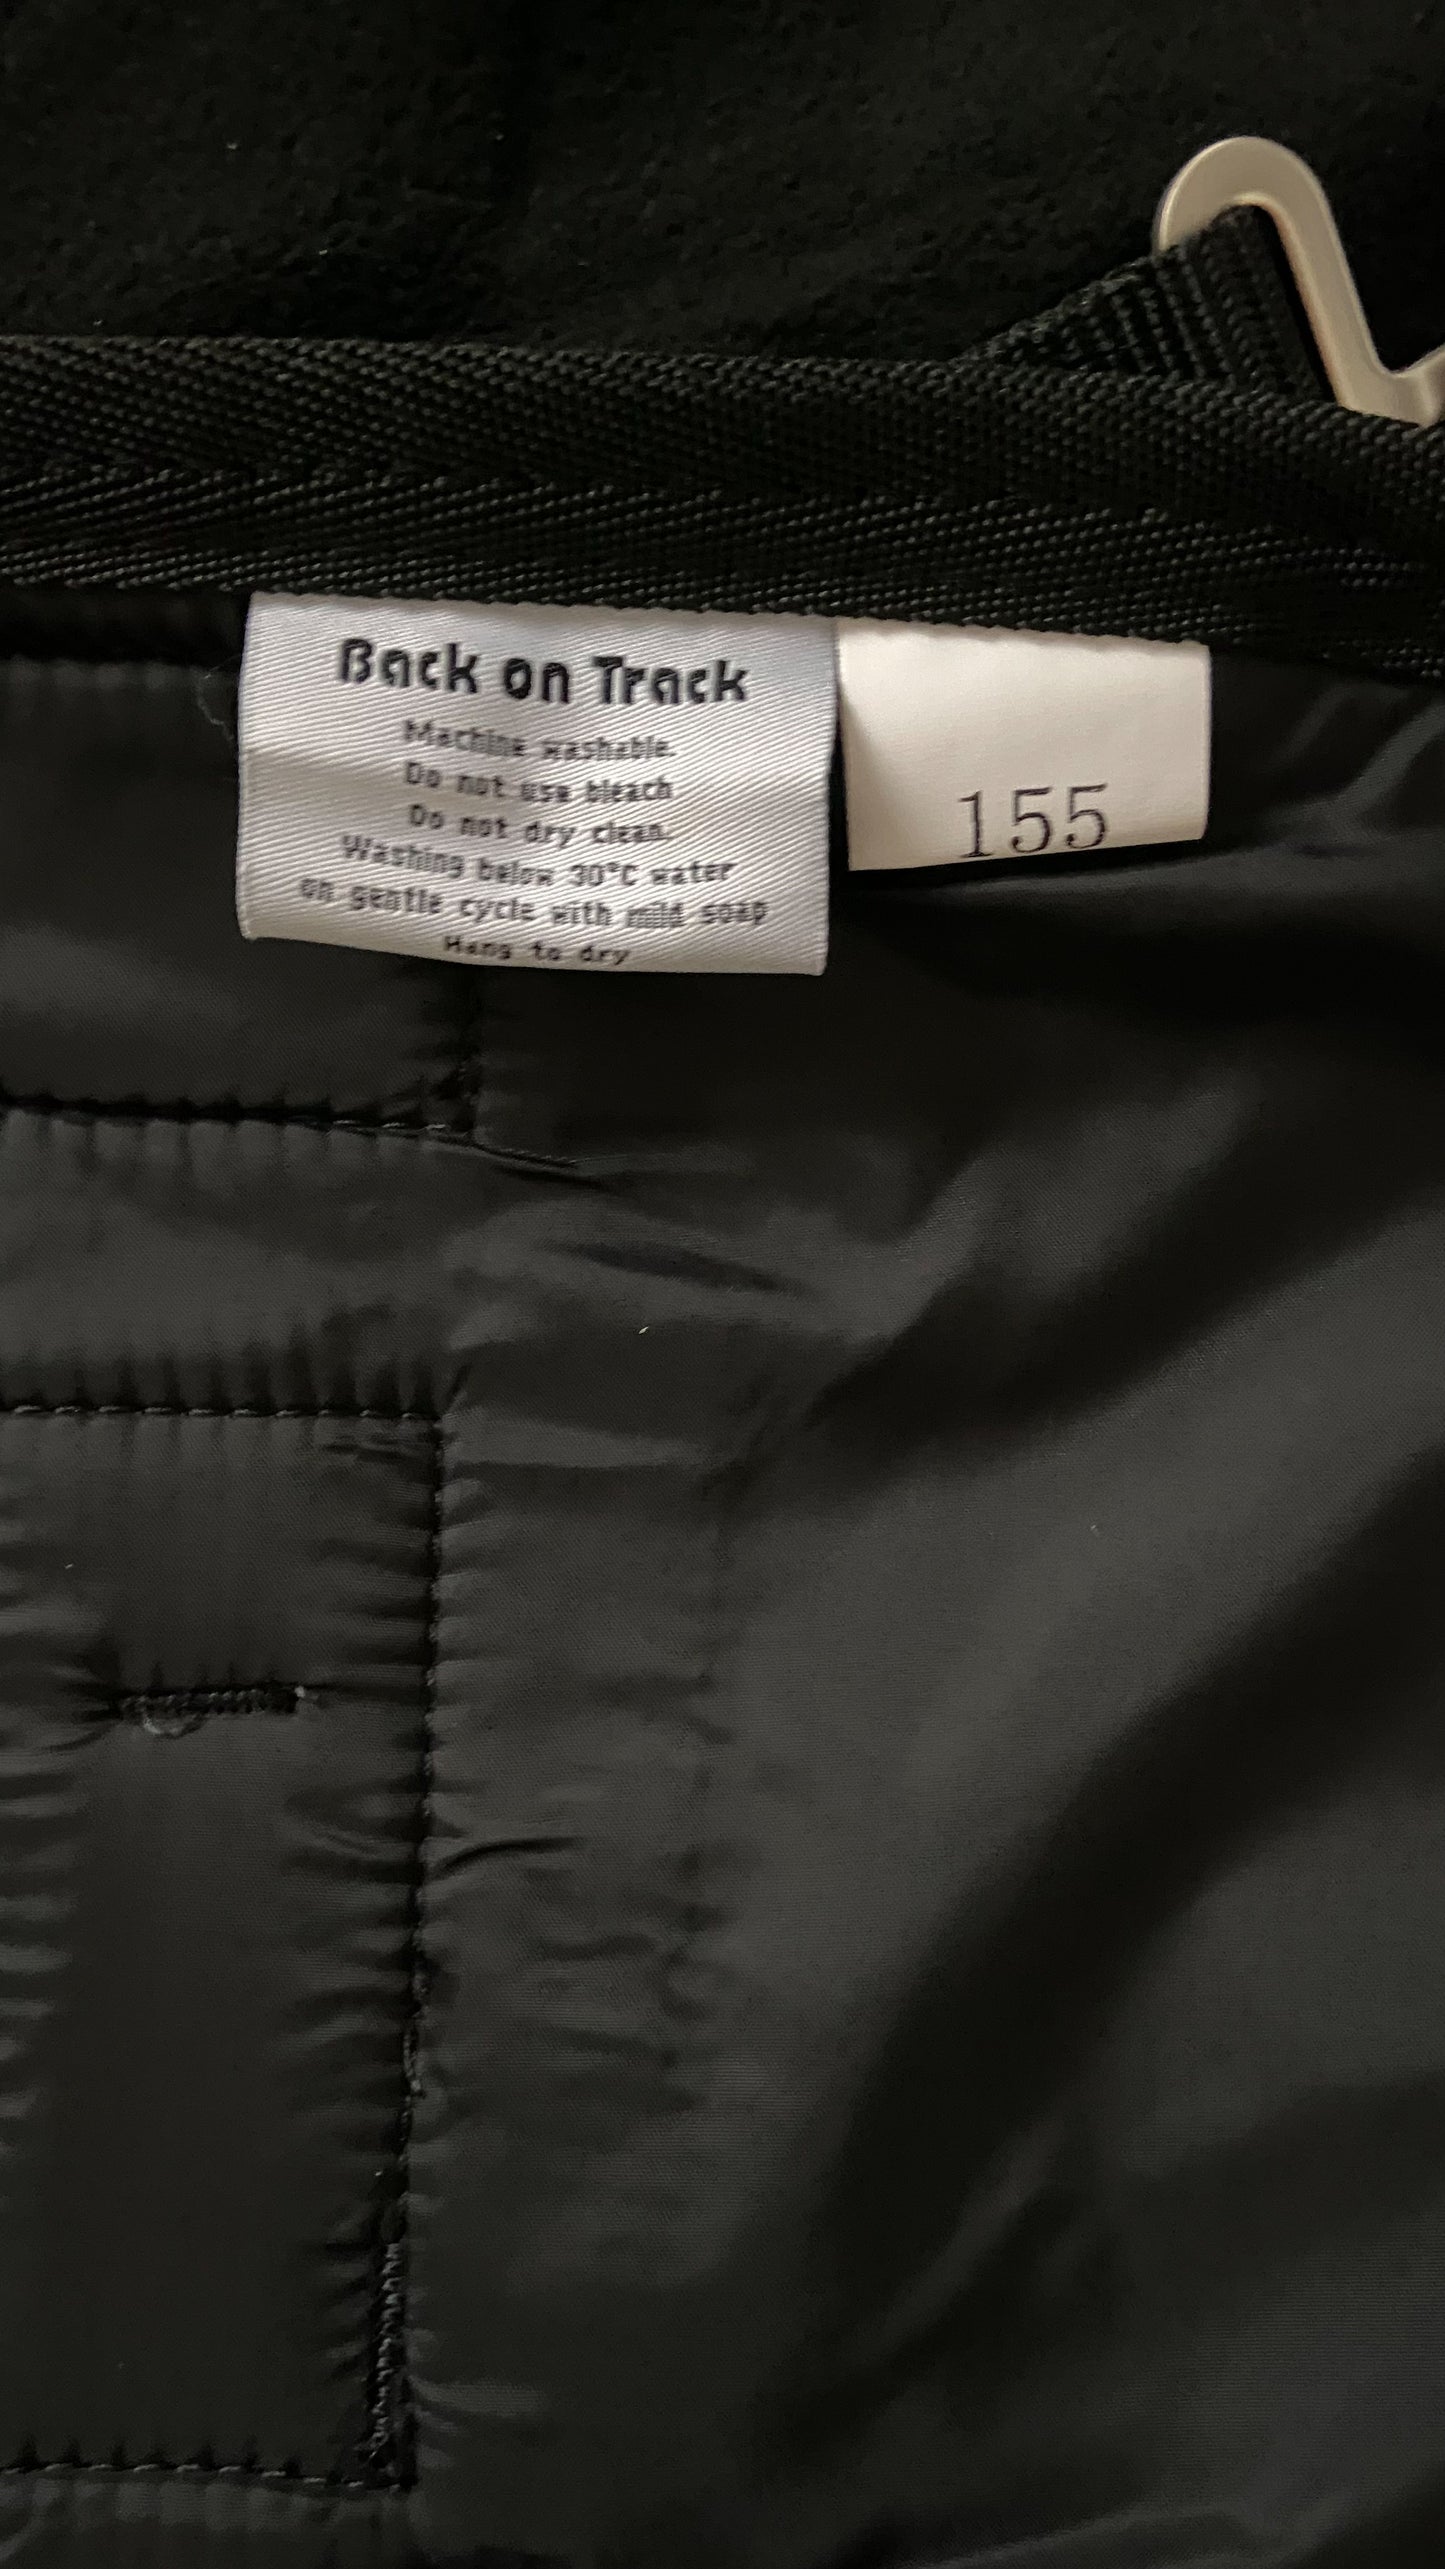 Back on Track
Machine washable.
Do not use bleach
Do not dry clean.
Washing below 30°C water
on gentle cycle with mild soap
Hang to dry
155